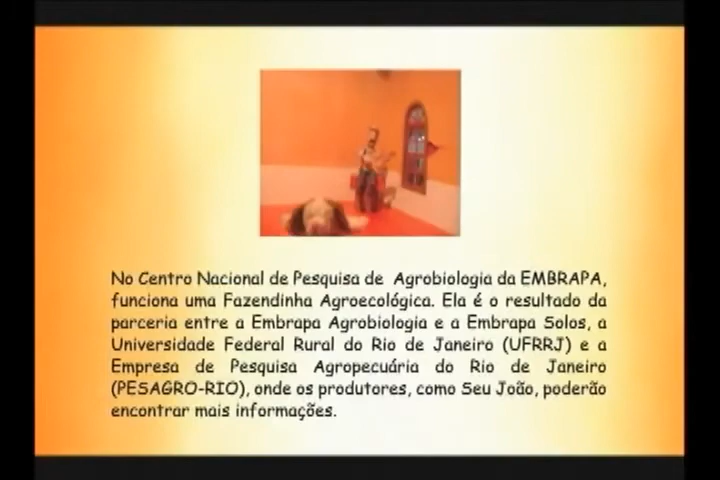 No Centro Nacional de Pesquisa de Agrobiologia da EMBRAPA,
funciona uma Fazendinha Agroecológica. Ela é o resultado da
parceria entre a Embrapa Agrobiologia e a Embrapa Solos, a
Universidade Federal Rural do Rio de Janeiro (UFRRJ) e a
Empresa de Pesquisa Agropecuária do Rio de Janeiro
(PESAGRO-RIO), onde os produtores, como Seu João, poderão
encontrar mais informações.